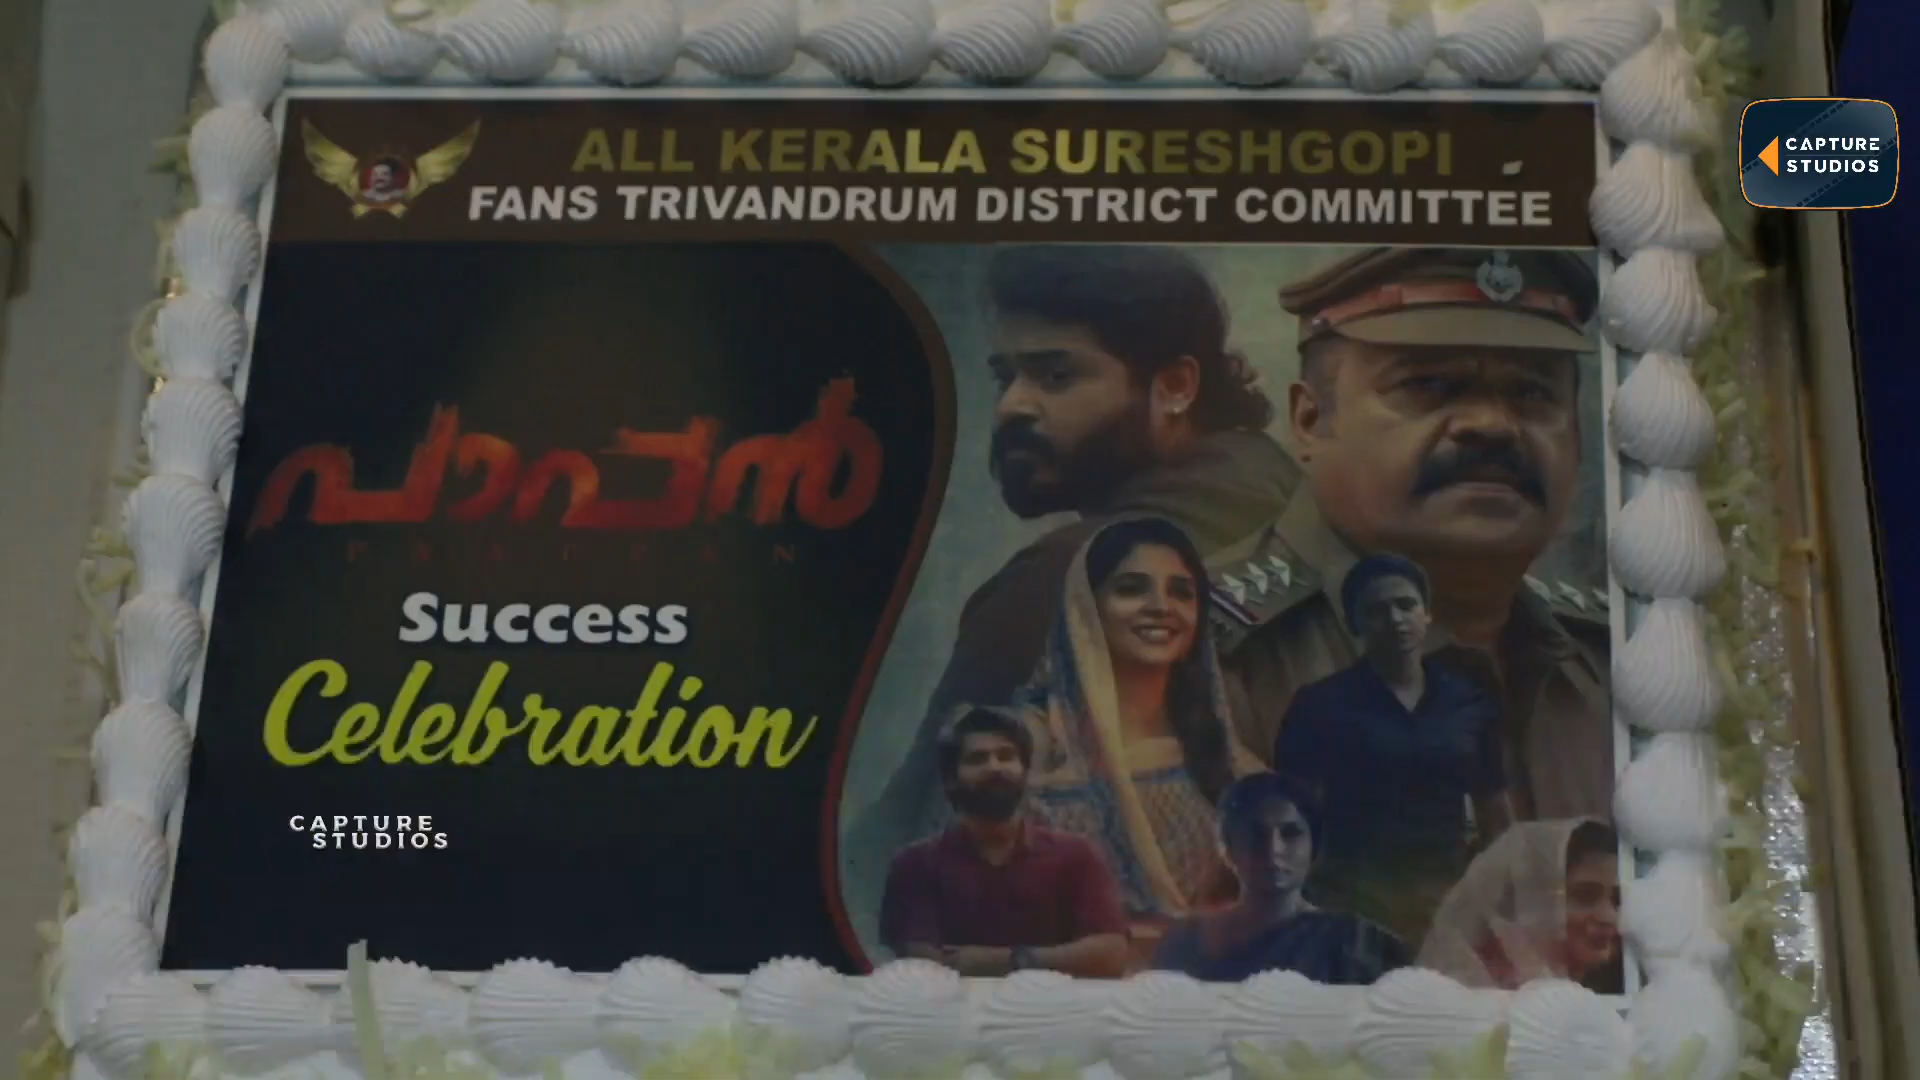 ALL KERALA SURESHGOPI
FANS TRIVANDRUM DISTRICT COMMITTEE
CAPTURE
STUDIOS
പാപ്പൻ
PAAPPAN
Success
Celebration
CAPTURE
STUDIOS